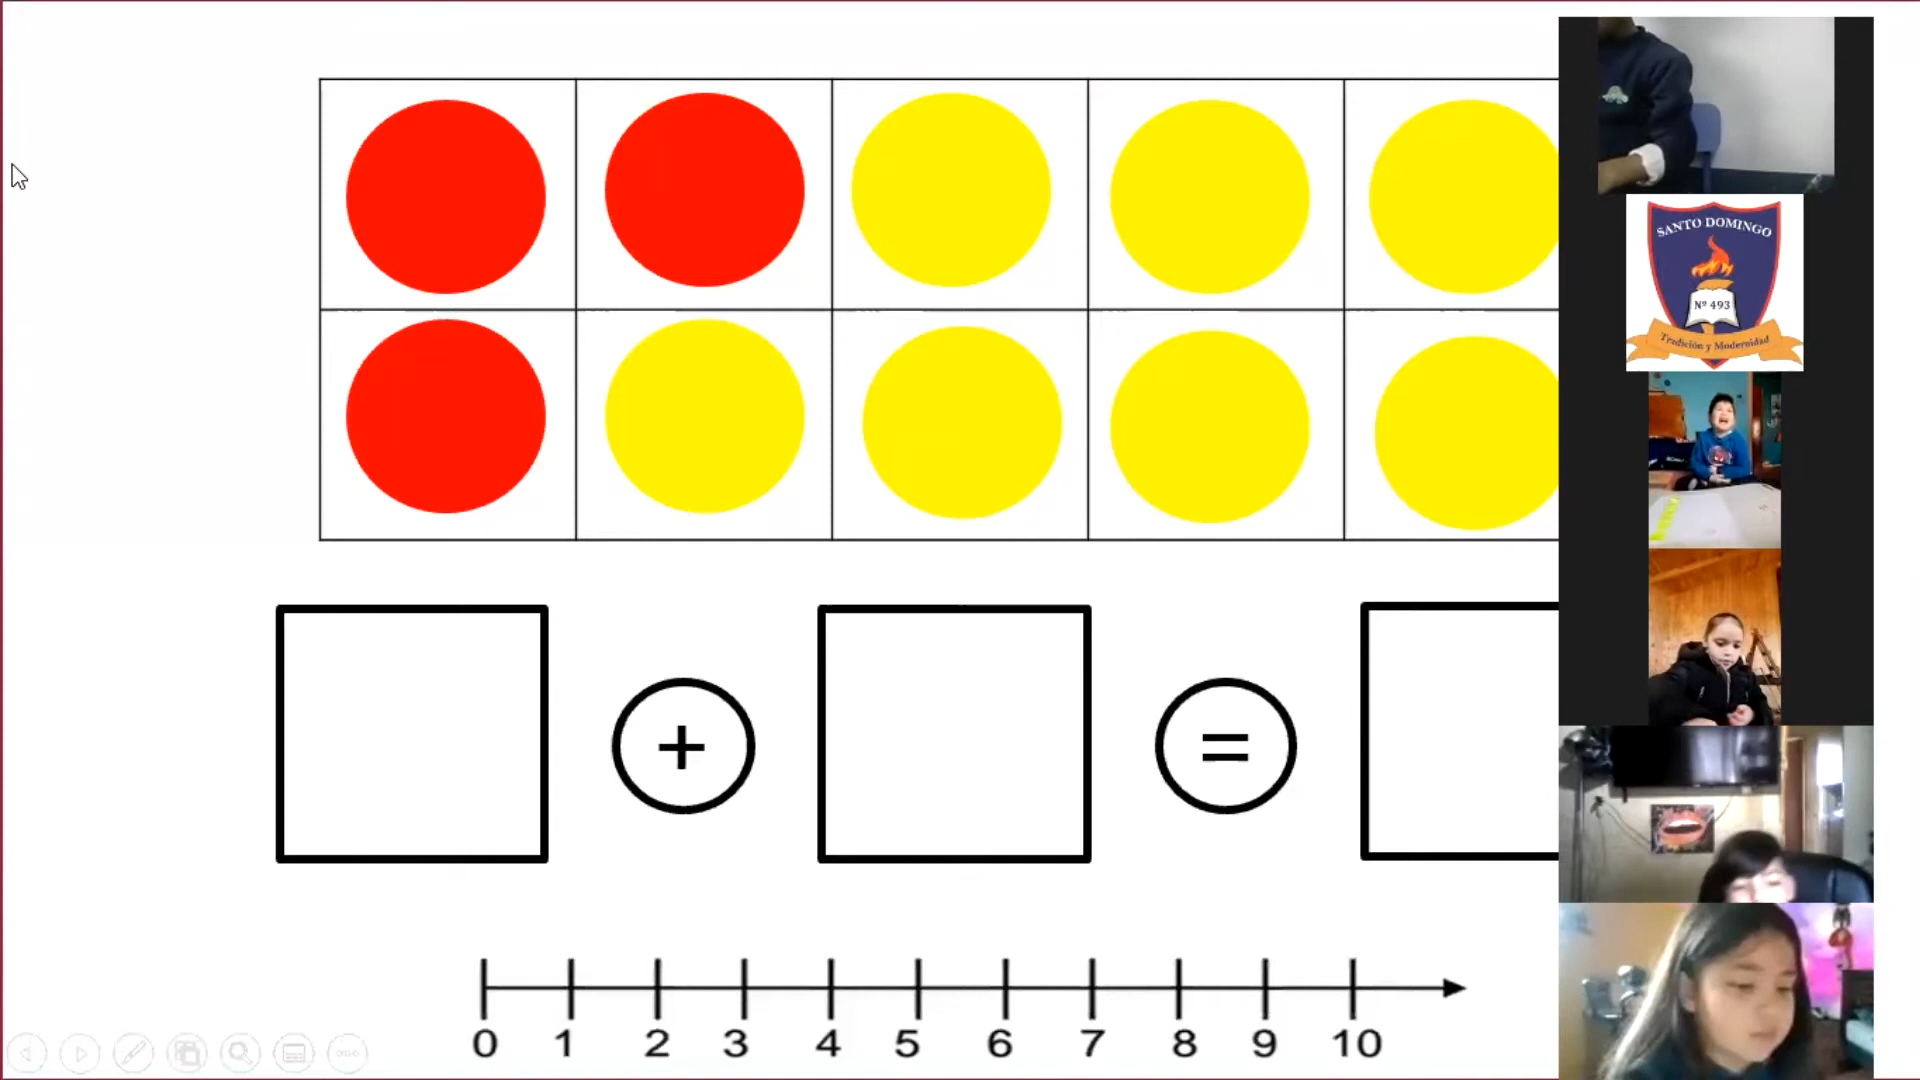 SANTO DOMINGO
Nº 493
Tradición y Modernidad
+ =
0 1 2 3 4 5 6 7 8 9 10